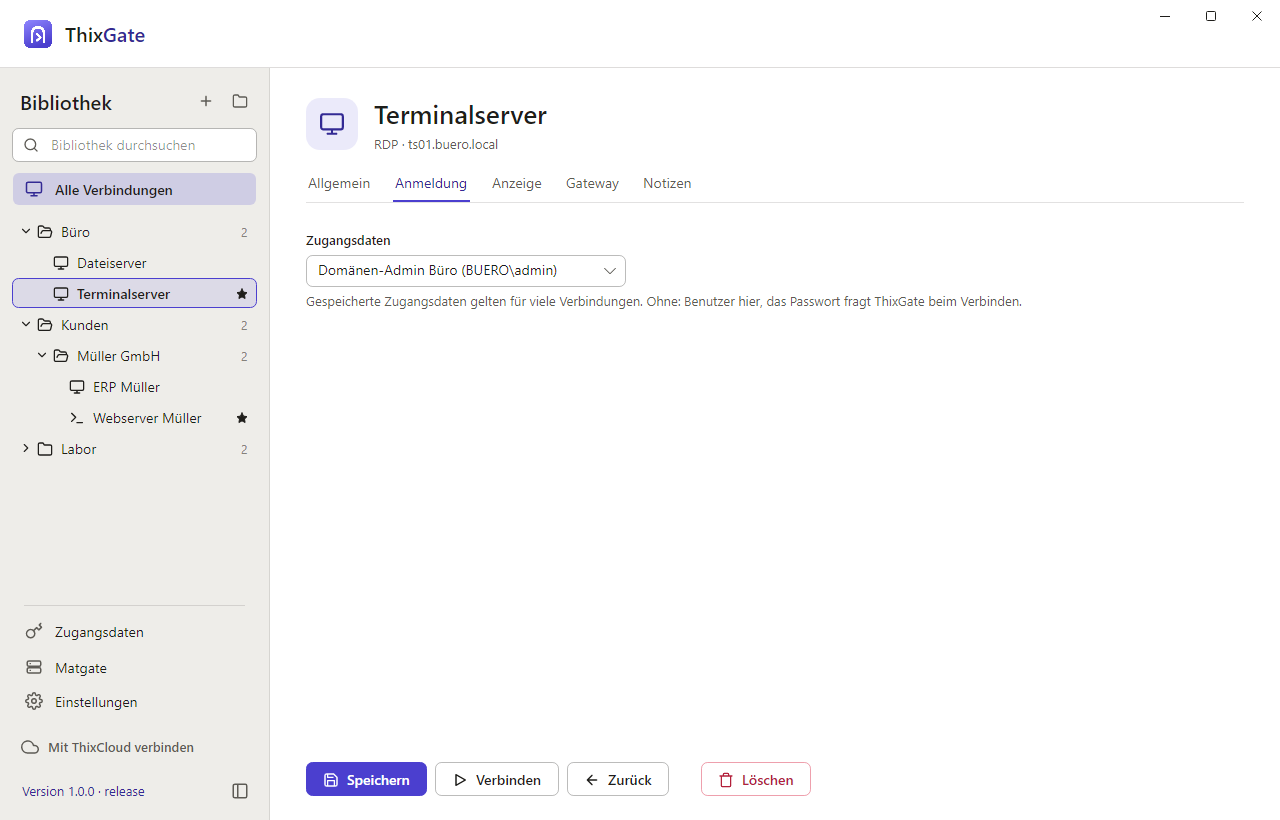 ThixGate
Bibliothek
Bibliothek durchsuchen
Alle Verbindungen
Büro 2
Dateiserver
Terminalserver
Kunden 2
Müller GmbH 2
ERP Müller
Webserver Müller
Labor 2
Zugangsdaten
Matgate
Einstellungen
Mit ThixCloud verbinden
Version 1.0.0 · release
Terminalserver
RDP · ts01.buero.local
Allgemein Anmeldung Anzeige Gateway Notizen
Zugangsdaten
Domänen-Admin Büro (BUERO\admin)
Gespeicherte Zugangsdaten gelten für viele Verbindungen. Ohne: Benutzer hier, das Passwort fragt ThixGate beim Verbinden.
Speichern Verbinden Zurück Löschen